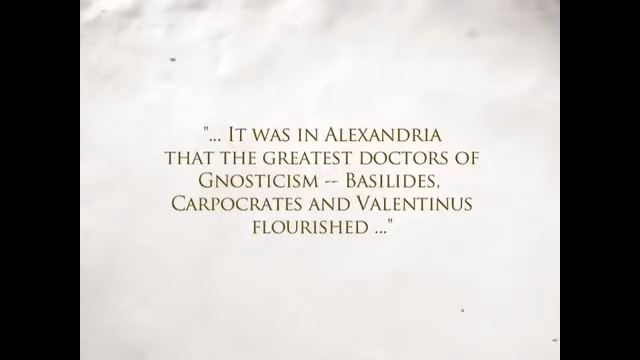 "... It was in Alexandria
that the greatest doctors of
Gnosticism -- Basilides,
Carpocrates and Valentinus
flourished ..."